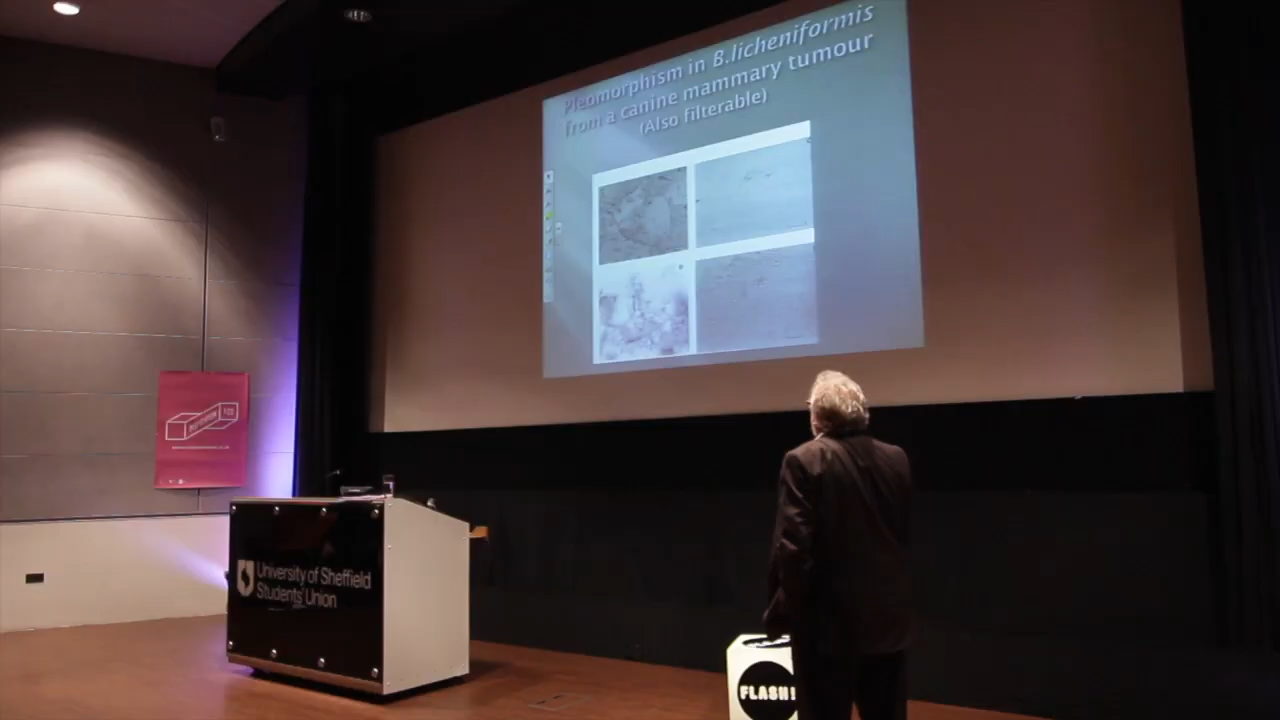 Pleomorphism in B.licheniformis
from a canine mammary tumour
(Also filterable)
University of Sheffield
Students' Union
FLASH!